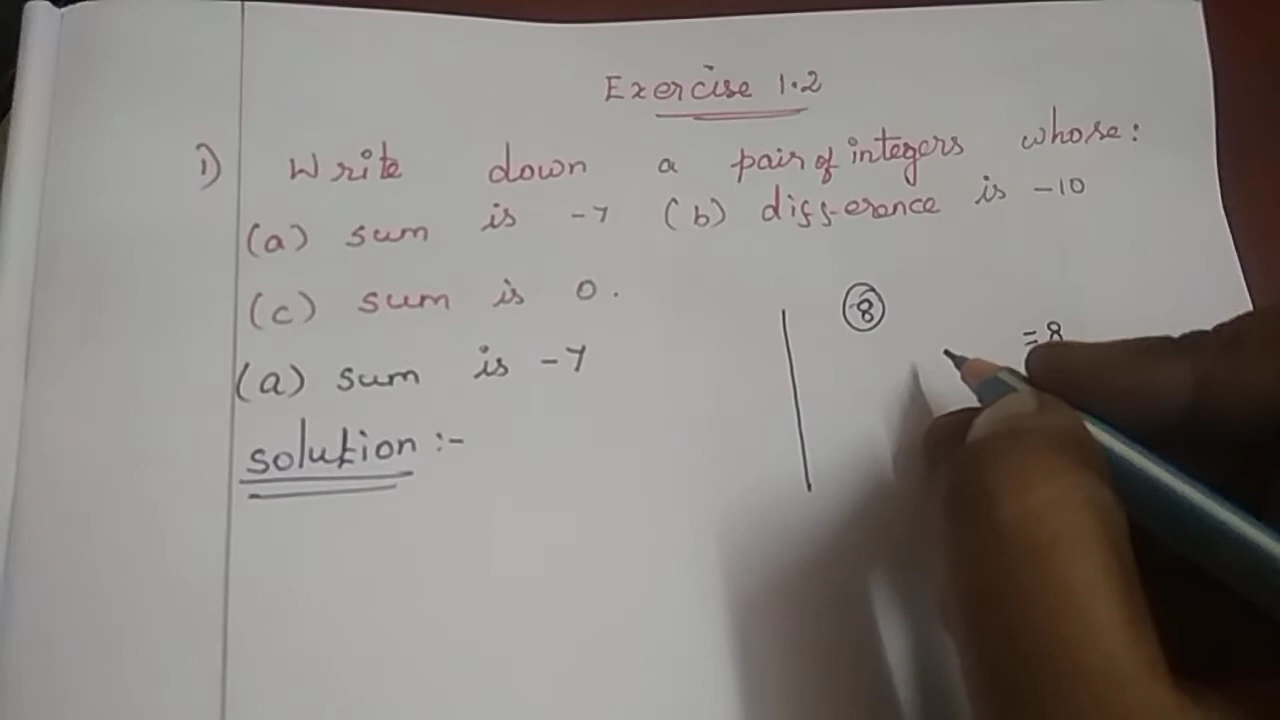 Exercise 1.2
1) Write down a pair of integers whose:
(a) sum is -7 (b) difference is -10
(c) sum is 0.
(a) sum is -7
solution :-
8
= 8